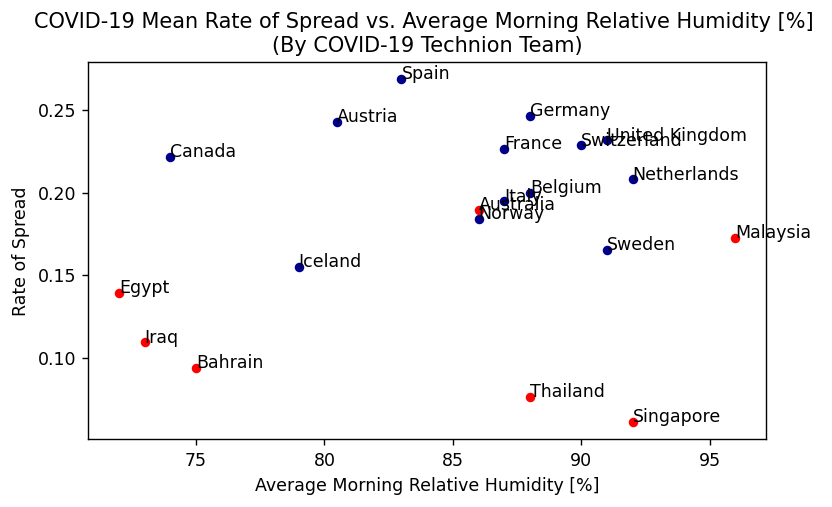 COVID-19 Mean Rate of Spread vs. Average Morning Relative Humidity [%]
(By COVID-19 Technion Team)
Spain
0.25
Germany
Austria
United Kingdom
France
Switzerland
Canada
Netherlands
Rate of Spread
0.20
Belgium
Italy
Australia
Norway
Malaysia
Sweden
0.15
Iceland
Egypt
Iraq
0.10
Bahrain
Thailand
Singapore
75
80
85
90
95
Average Morning Relative Humidity [%]